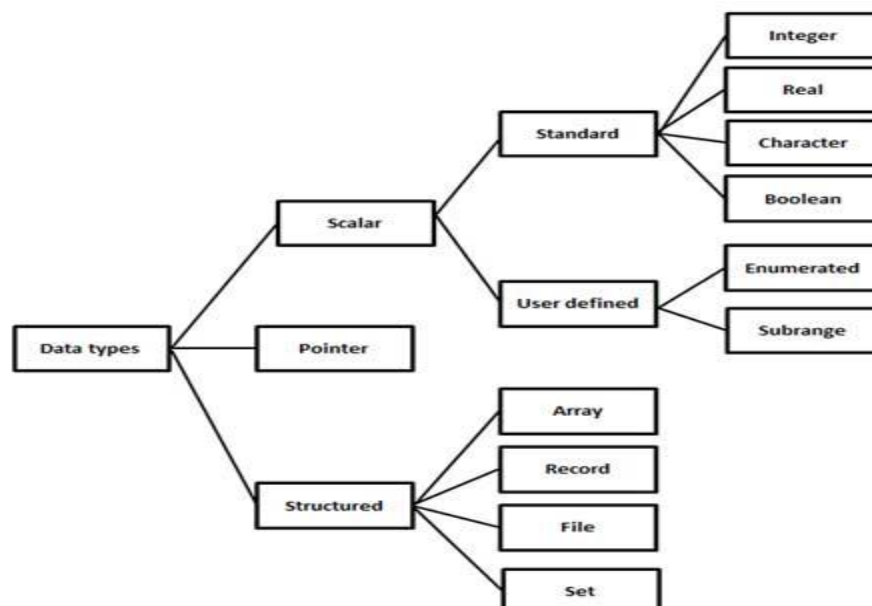 Integer
Real
Standard
Character
Boolean
Scalar
Enumerated
User defined
Subrange
Data types
Pointer
Array
Record
Structured
File
Set